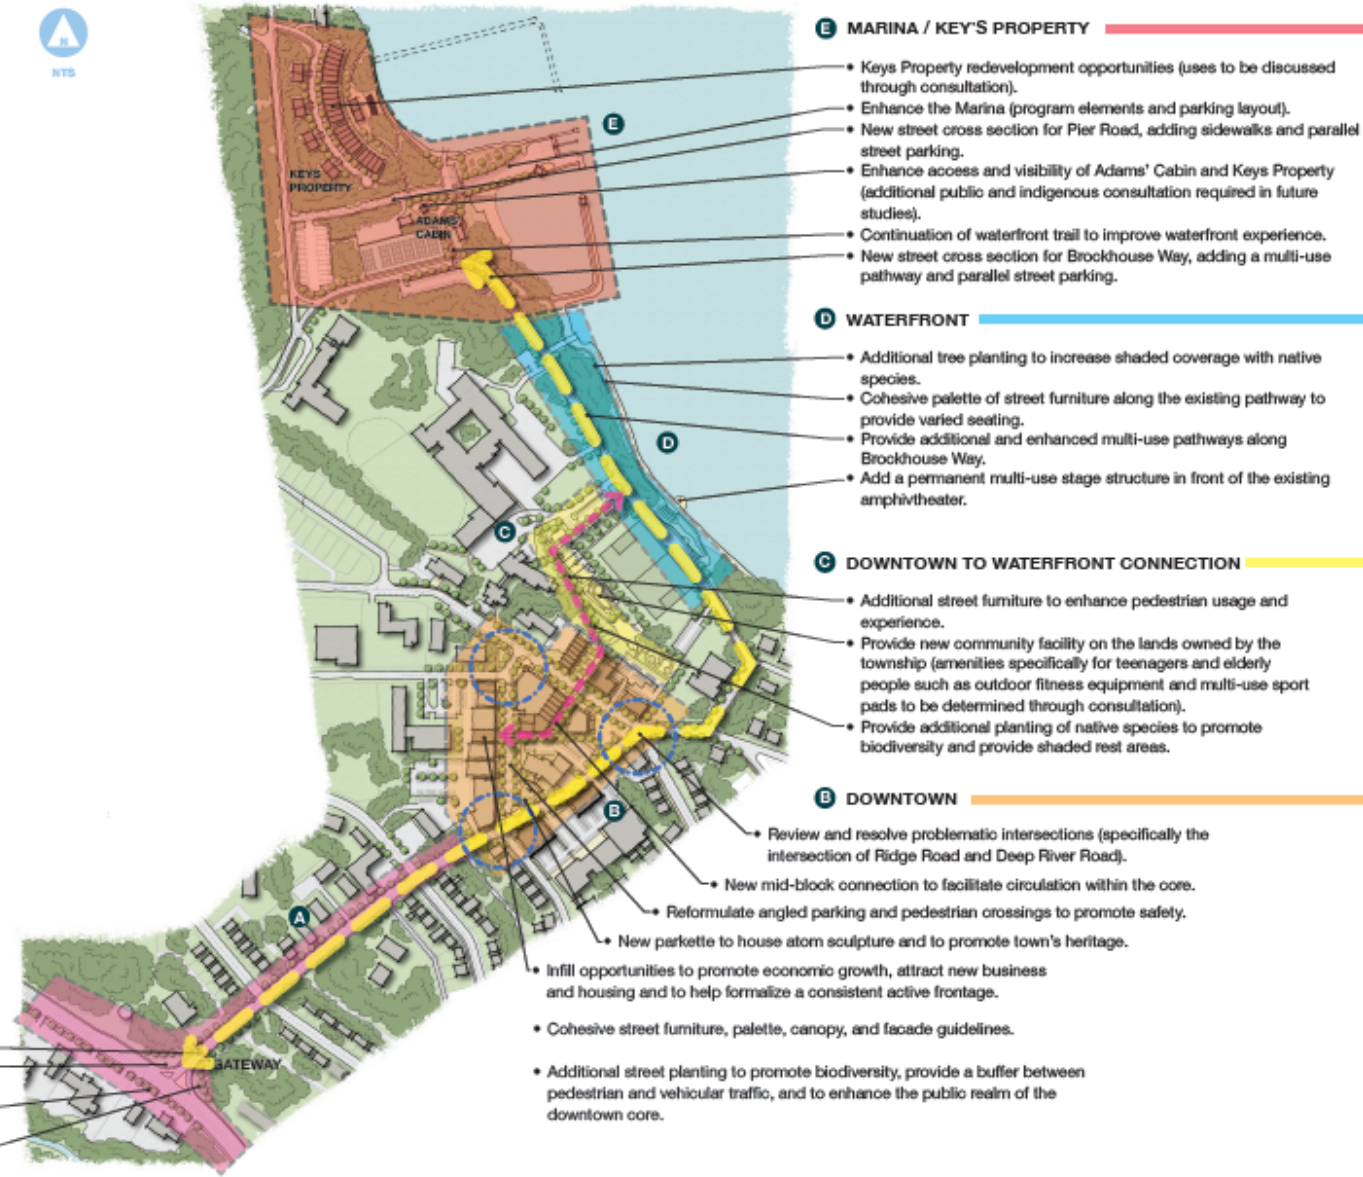 N
NTS
E MARINA / KEY'S PROPERTY
• Keys Property redevelopment opportunities (uses to be discussed
through consultation).
• Enhance the Marina (program elements and parking layout).
• New street cross section for Pier Road, adding sidewalks and parallel
street parking.
• Enhance access and visibility of Adams' Cabin and Keys Property
(additional public and indigenous consultation required in future
studies).
• Continuation of waterfront trail to improve waterfront experience.
• New street cross section for Brockhouse Way, adding a multi-use
pathway and parallel street parking.
D WATERFRONT
• Additional tree planting to increase shaded coverage with native
species.
• Cohesive palette of street furniture along the existing pathway to
provide varied seating.
• Provide additional and enhanced multi-use pathways along
Brockhouse Way.
• Add a permanent multi-use stage structure in front of the existing
amphivtheater.
C DOWNTOWN TO WATERFRONT CONNECTION
• Additional street furniture to enhance pedestrian usage and
experience.
• Provide new community facility on the lands owned by the
township (amenities specifically for teenagers and elderly
people such as outdoor fitness equipment and multi-use sport
pads to be determined through consultation).
• Provide additional planting of native species to promote
biodiversity and provide shaded rest areas.
B DOWNTOWN
• Review and resolve problematic intersections (specifically the
intersection of Ridge Road and Deep River Road).
• New mid-block connection to facilitate circulation within the core.
• Reformulate angled parking and pedestrian crossings to promote safety.
• New parkette to house atom sculpture and to promote town's heritage.
• Infill opportunities to promote economic growth, attract new business
and housing and to help formalize a consistent active frontage.
• Cohesive street furniture, palette, canopy, and facade guidelines.
• Additional street planting to promote biodiversity, provide a buffer between
pedestrian and vehicular traffic, and to enhance the public realm of the
downtown core.
E
KEYS
PROPERTY
ADAMS'
CABIN
D
C
B
A
GATEWAY